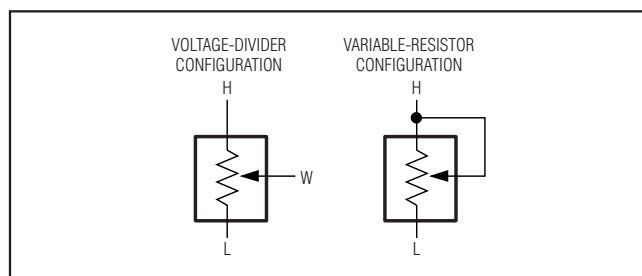 VOLTAGE-DIVIDER
CONFIGURATION
H
W
L
VARIABLE-RESISTOR
CONFIGURATION
H
L